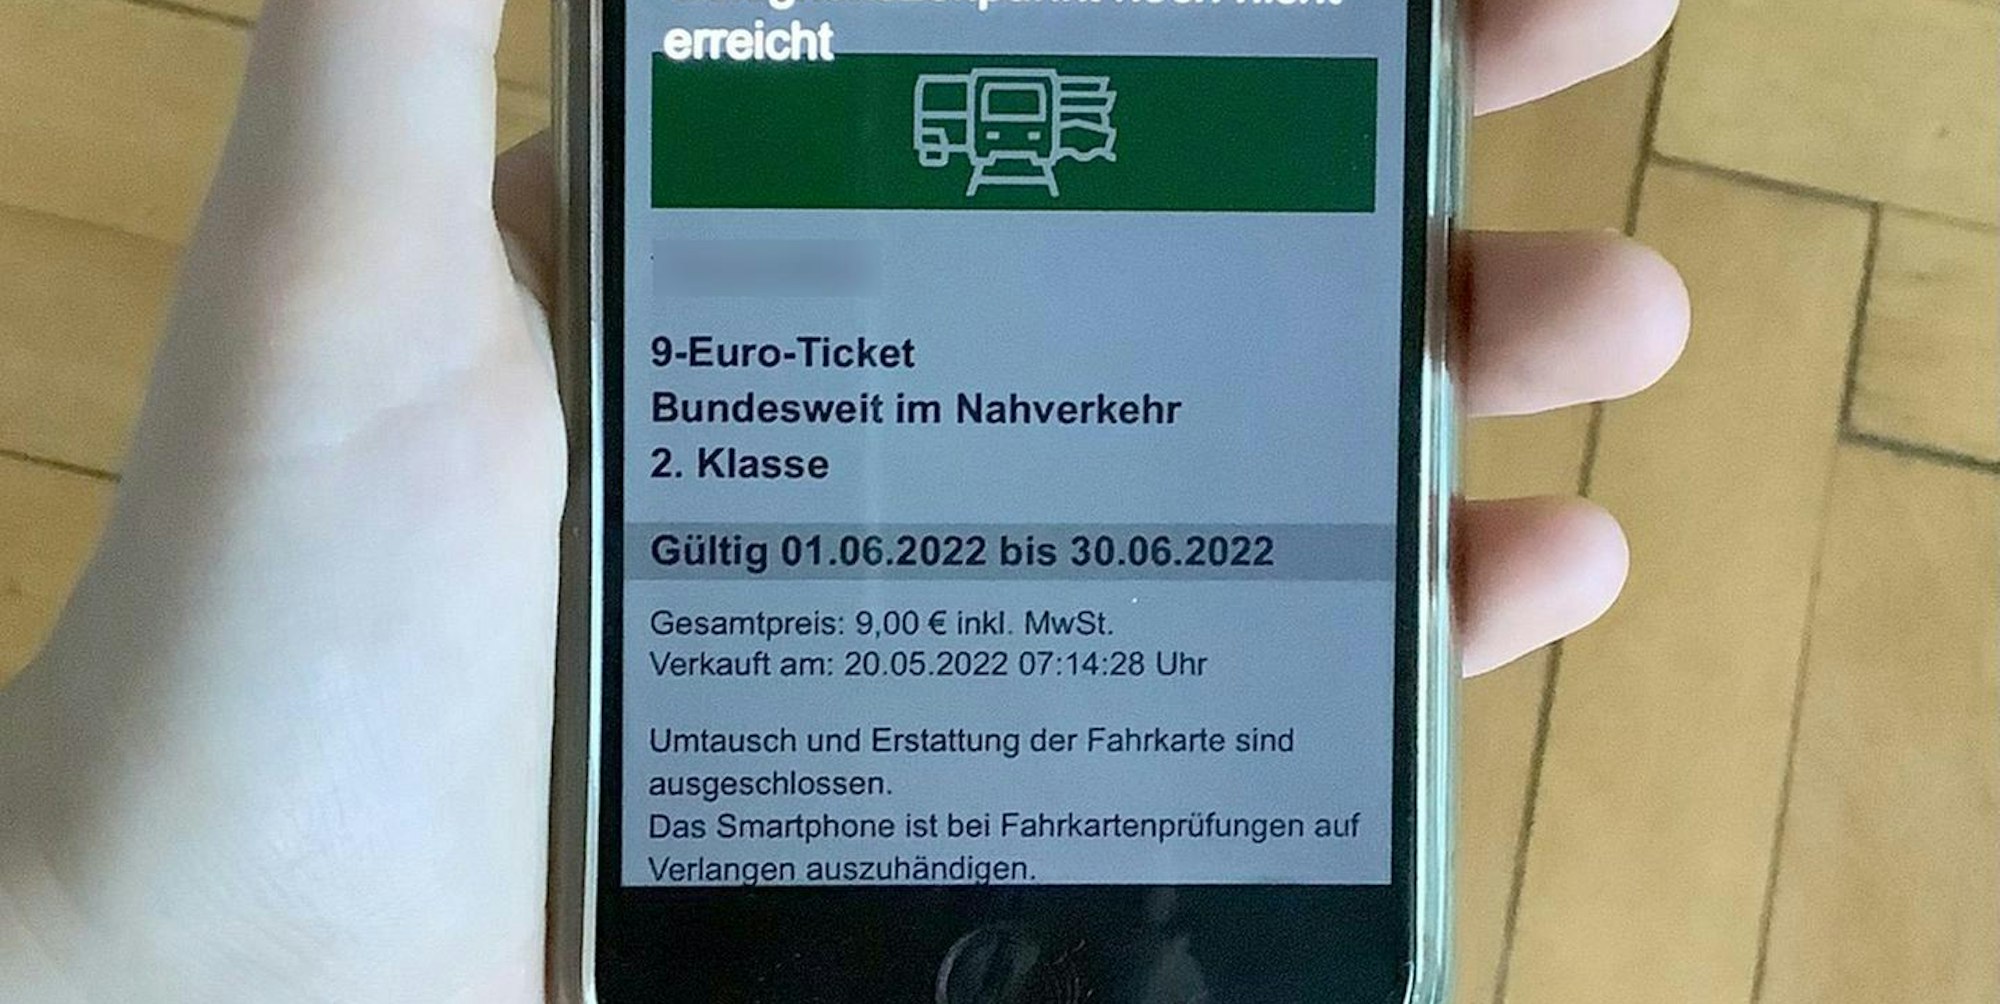 noch nicht
erreicht
9-Euro-Ticket
Bundesweit im Nahverkehr
2. Klasse
Gültig 01.06.2022 bis 30.06.2022
Gesamtpreis: 9,00 € inkl. MwSt.
Verkauft am: 20.05.2022 07:14:28 Uhr
Umtausch und Erstattung der Fahrkarte sind
ausgeschlossen.
Das Smartphone ist bei Fahrkartenprüfungen auf
Verlangen auszuhändigen.